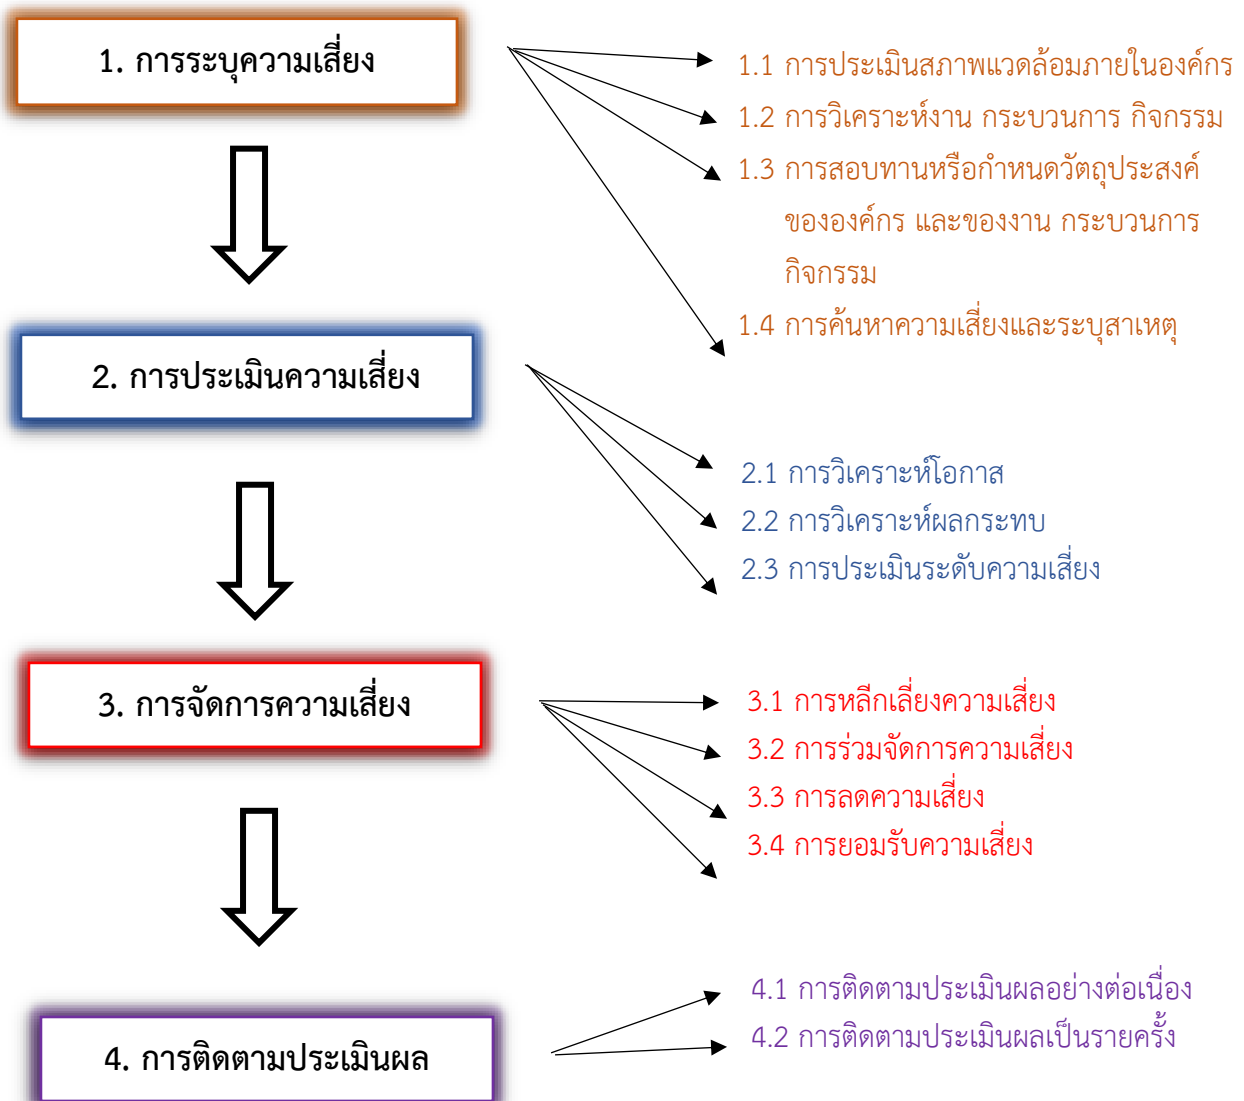 1. การระบุความเสี่ยง
1.1 การประเมินสภาพแวดล้อมภายในองค์กร
1.2 การวิเคราะห์งาน กระบวนการ กิจกรรม
1.3 การสอบทานหรือกำหนดวัตถุประสงค์
ขององค์กร และของงาน กระบวนการ
กิจกรรม
1.4 การค้นหาความเสี่ยงและระบุสาเหตุ
2. การประเมินความเสี่ยง
2.1 การวิเคราะห์โอกาส
2.2 การวิเคราะห์ผลกระทบ
2.3 การประเมินระดับความเสี่ยง
3. การจัดการความเสี่ยง
3.1 การหลีกเลี่ยงความเสี่ยง
3.2 การร่วมจัดการความเสี่ยง
3.3 การลดความเสี่ยง
3.4 การยอมรับความเสี่ยง
4. การติดตามประเมินผล
4.1 การติดตามประเมินผลอย่างต่อเนื่อง
4.2 การติดตามประเมินผลเป็นรายครั้ง